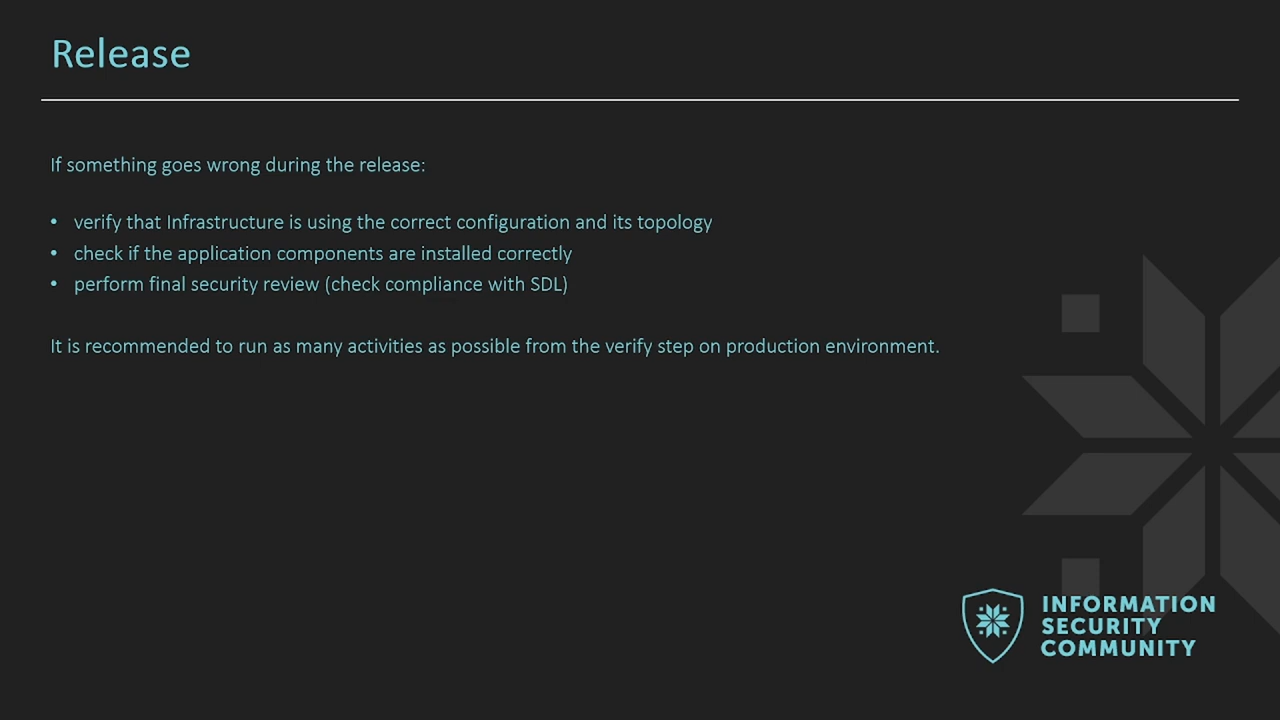 Release
If something goes wrong during the release:
• verify that Infrastructure is using the correct configuration and its topology
• check if the application components are installed correctly
• perform final security review (check compliance with SDL)
It is recommended to run as many activities as possible from the verify step on production environment.
INFORMATION
SECURITY
COMMUNITY